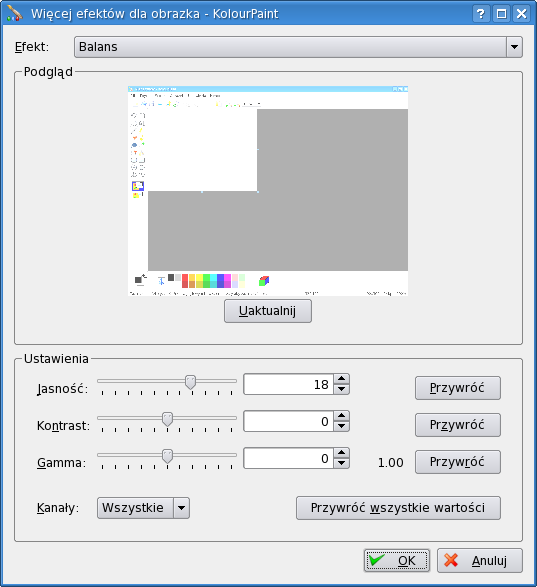 Więcej efektów dla obrazka - KolourPaint
Efekt: Balans
Podgląd
Uaktualnij
Ustawienia
Jasność: 18 Przywróć
Kontrast: 0 Przywróć
Gamma: 0 1.00 Przywróć
Kanały: Wszystkie Przywróć wszystkie wartości
OK Anuluj